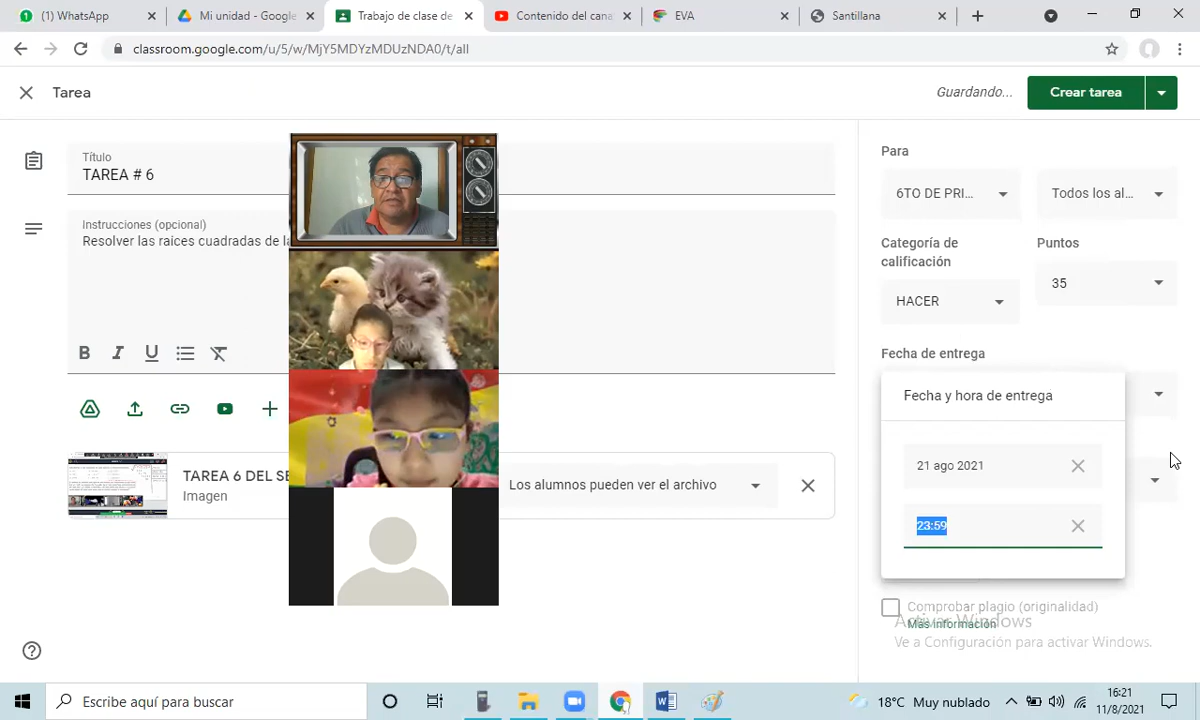 (1) WhatsApp
Mi unidad - Google
Trabajo de clase de
Contenido del cana
EVA
Santillana
classroom.google.com/u/5/w/MjY5MDYzMDUzNDA0/t/all
Tarea
Guardando...
Crear tarea
Título
TAREA # 6
Instrucciones (opcional)
Resolver las raíces cuadradas de la
B I U
TAREA 6 DEL SE
Imagen
Los alumnos pueden ver el archivo
Para
6TO DE PRI...
Todos los al...
Categoría de
calificación
Puntos
HACER
35
Fecha de entrega
Fecha y hora de entrega
21 ago 2021
23:59
Comprobar plagio (originalidad)
Más información
Activar Windows
Ve a Configuración para activar Windows.
Escribe aquí para buscar
18°C Muy nublado
16:21
11/8/2021